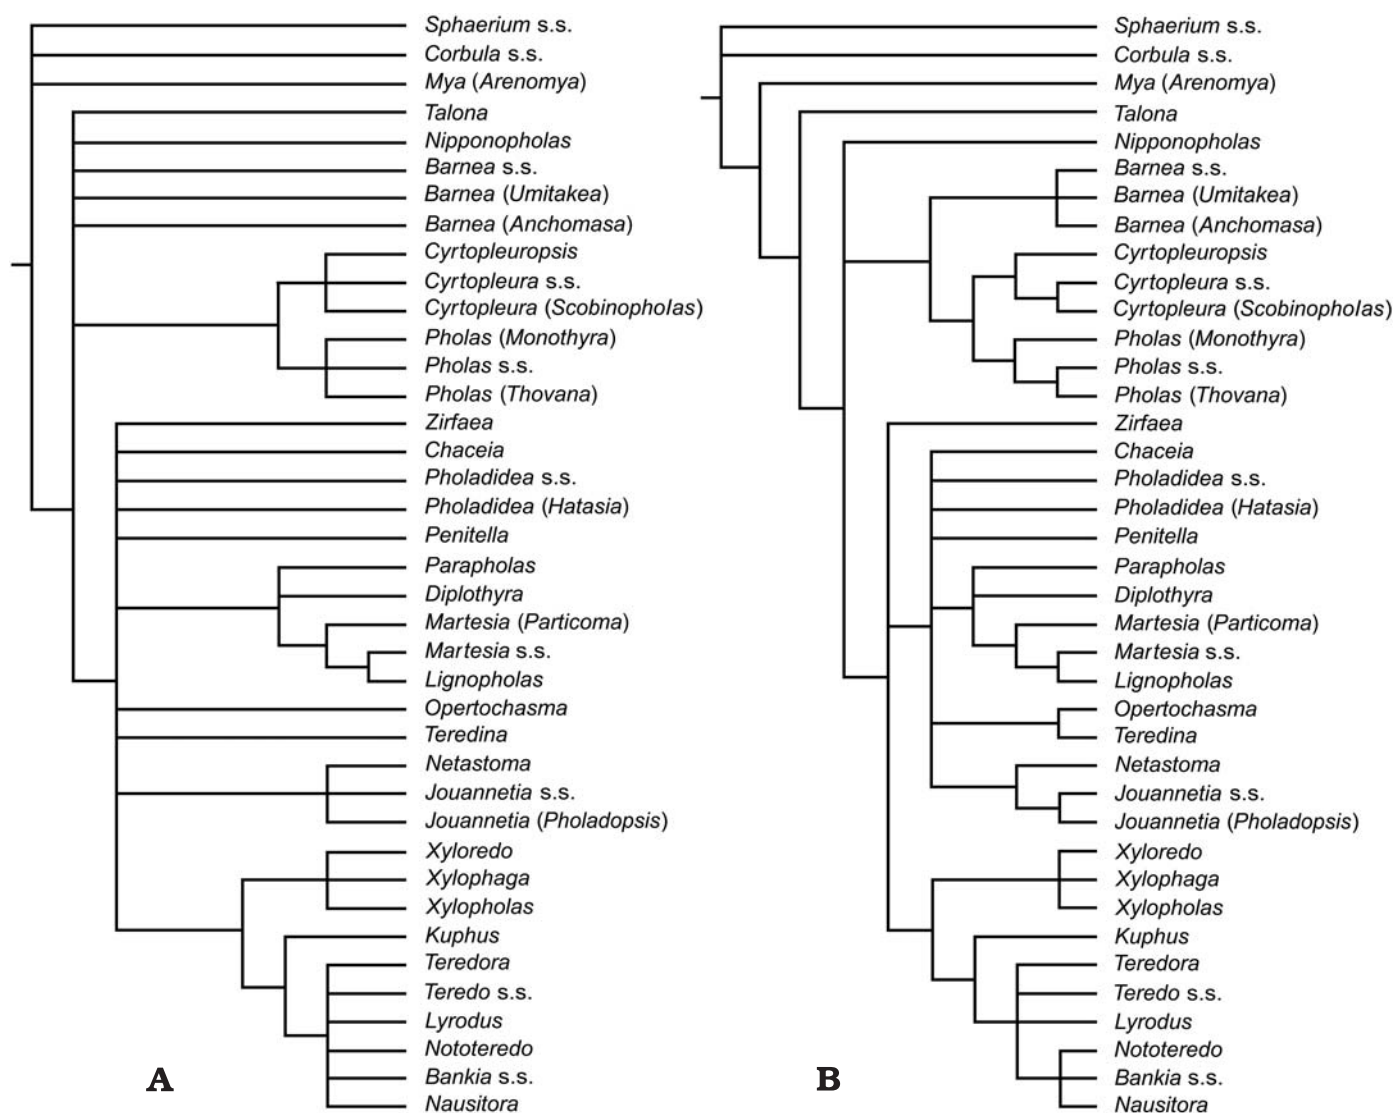 Sphaerium s.s.
Corbula s.s.
Mya (Arenomya)
Talona
Nipponopholas
Barnea s.s.
Barnea (Umitakea)
Barnea (Anchomasa)
Cyrtopleuropsis
Cyrtopleura s.s.
Cyrtopleura (Scobinopholas)
Pholas (Monothyra)
Pholas s.s.
Pholas (Thovana)
Zirfaea
Chaceia
Pholadidea s.s.
Pholadidea (Hatasia)
Penitella
Parapholas
Diplothyra
Martesia (Particoma)
Martesia s.s.
Lignopholas
Opertochasma
Teredina
Netastoma
Jouannetia s.s.
Jouannetia (Pholadopsis)
Xyloredo
Xylophaga
Xylopholas
Kuphus
Teredora
Teredo s.s.
Lyrodus
Nototeredo
Bankia s.s.
Nausitora
A
Sphaerium s.s.
Corbula s.s.
Mya (Arenomya)
Talona
Nipponopholas
Barnea s.s.
Barnea (Umitakea)
Barnea (Anchomasa)
Cyrtopleuropsis
Cyrtopleura s.s.
Cyrtopleura (Scobinopholas)
Pholas (Monothyra)
Pholas s.s.
Pholas (Thovana)
Zirfaea
Chaceia
Pholadidea s.s.
Pholadidea (Hatasia)
Penitella
Parapholas
Diplothyra
Martesia (Particoma)
Martesia s.s.
Lignopholas
Opertochasma
Teredina
Netastoma
Jouannetia s.s.
Jouannetia (Pholadopsis)
Xyloredo
Xylophaga
Xylopholas
Kuphus
Teredora
Teredo s.s.
Lyrodus
Nototeredo
Bankia s.s.
Nausitora
B